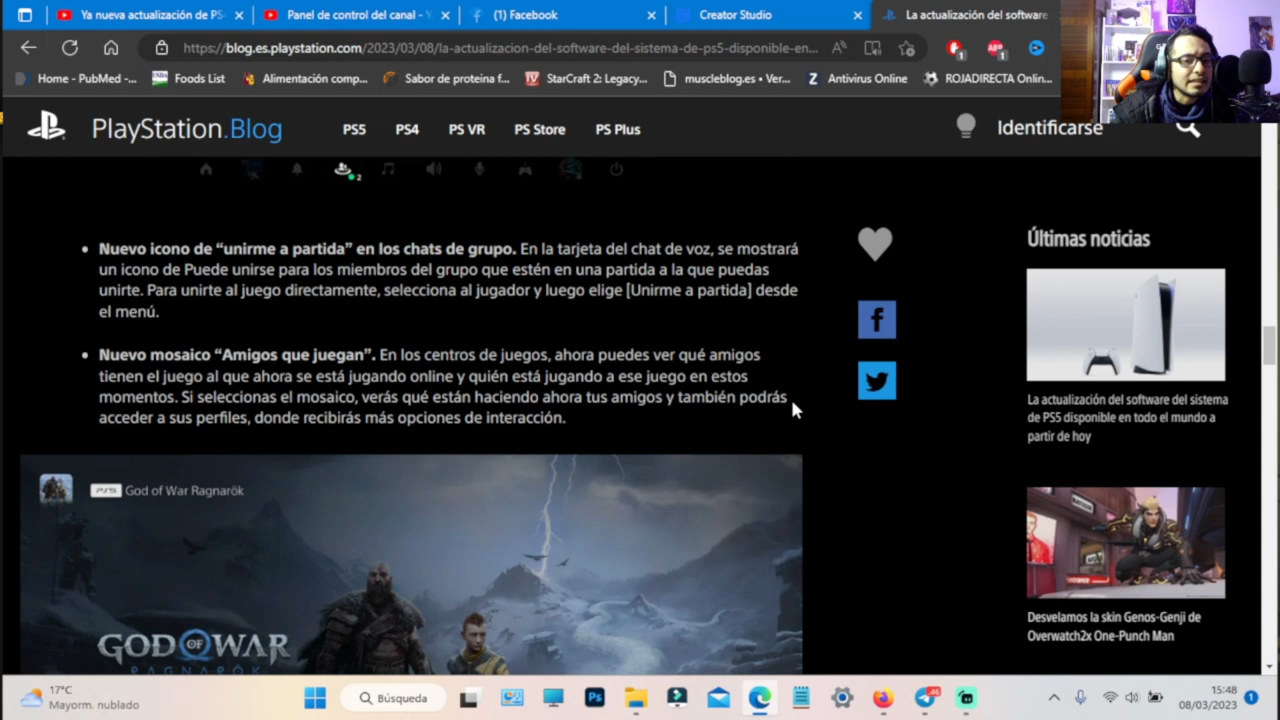 Ya nueva actualización de PS
Panel de control del canal - Y
(1) Facebook
Creator Studio
La actualización del software
https://blog.es.playstation.com/2023/03/08/la-actualizacion-del-software-del-sistema-de-ps5-disponible-en...
Home - PubMed -...
Foods List
Alimentación comp...
Sabor de proteina f...
StarCraft 2: Legacy...
muscleblog.es • Ver...
Antivirus Online
ROJADIRECTA Onlin...
PlayStation.Blog
PS5
PS4
PS VR
PS Store
PS Plus
Identificarse
Nuevo icono de “unirme a partida” en los chats de grupo. En la tarjeta del chat de voz, se mostrará
un icono de Puede unirse para los miembros del grupo que estén en una partida a la que puedas
unirte. Para unirte al juego directamente, selecciona al jugador y luego elige [Unirme a partida] desde
el menú.
Nuevo mosaico “Amigos que juegan”. En los centros de juegos, ahora puedes ver qué amigos
tienen el juego al que ahora se está jugando online y quién está jugando a ese juego en estos
momentos. Si seleccionas el mosaico, verás qué están haciendo ahora tus amigos y también podrás
acceder a sus perfiles, donde recibirás más opciones de interacción.
PS5 God of War Ragnarök
GOD OF WAR
RAGNARÖK
Últimas noticias
La actualización del software del sistema
de PS5 disponible en todo el mundo a
partir de hoy
Desvelamos la skin Genos-Genji de
Overwatch2x One-Punch Man
17°C
Mayorm. nublado
Búsqueda
15:48
08/03/2023